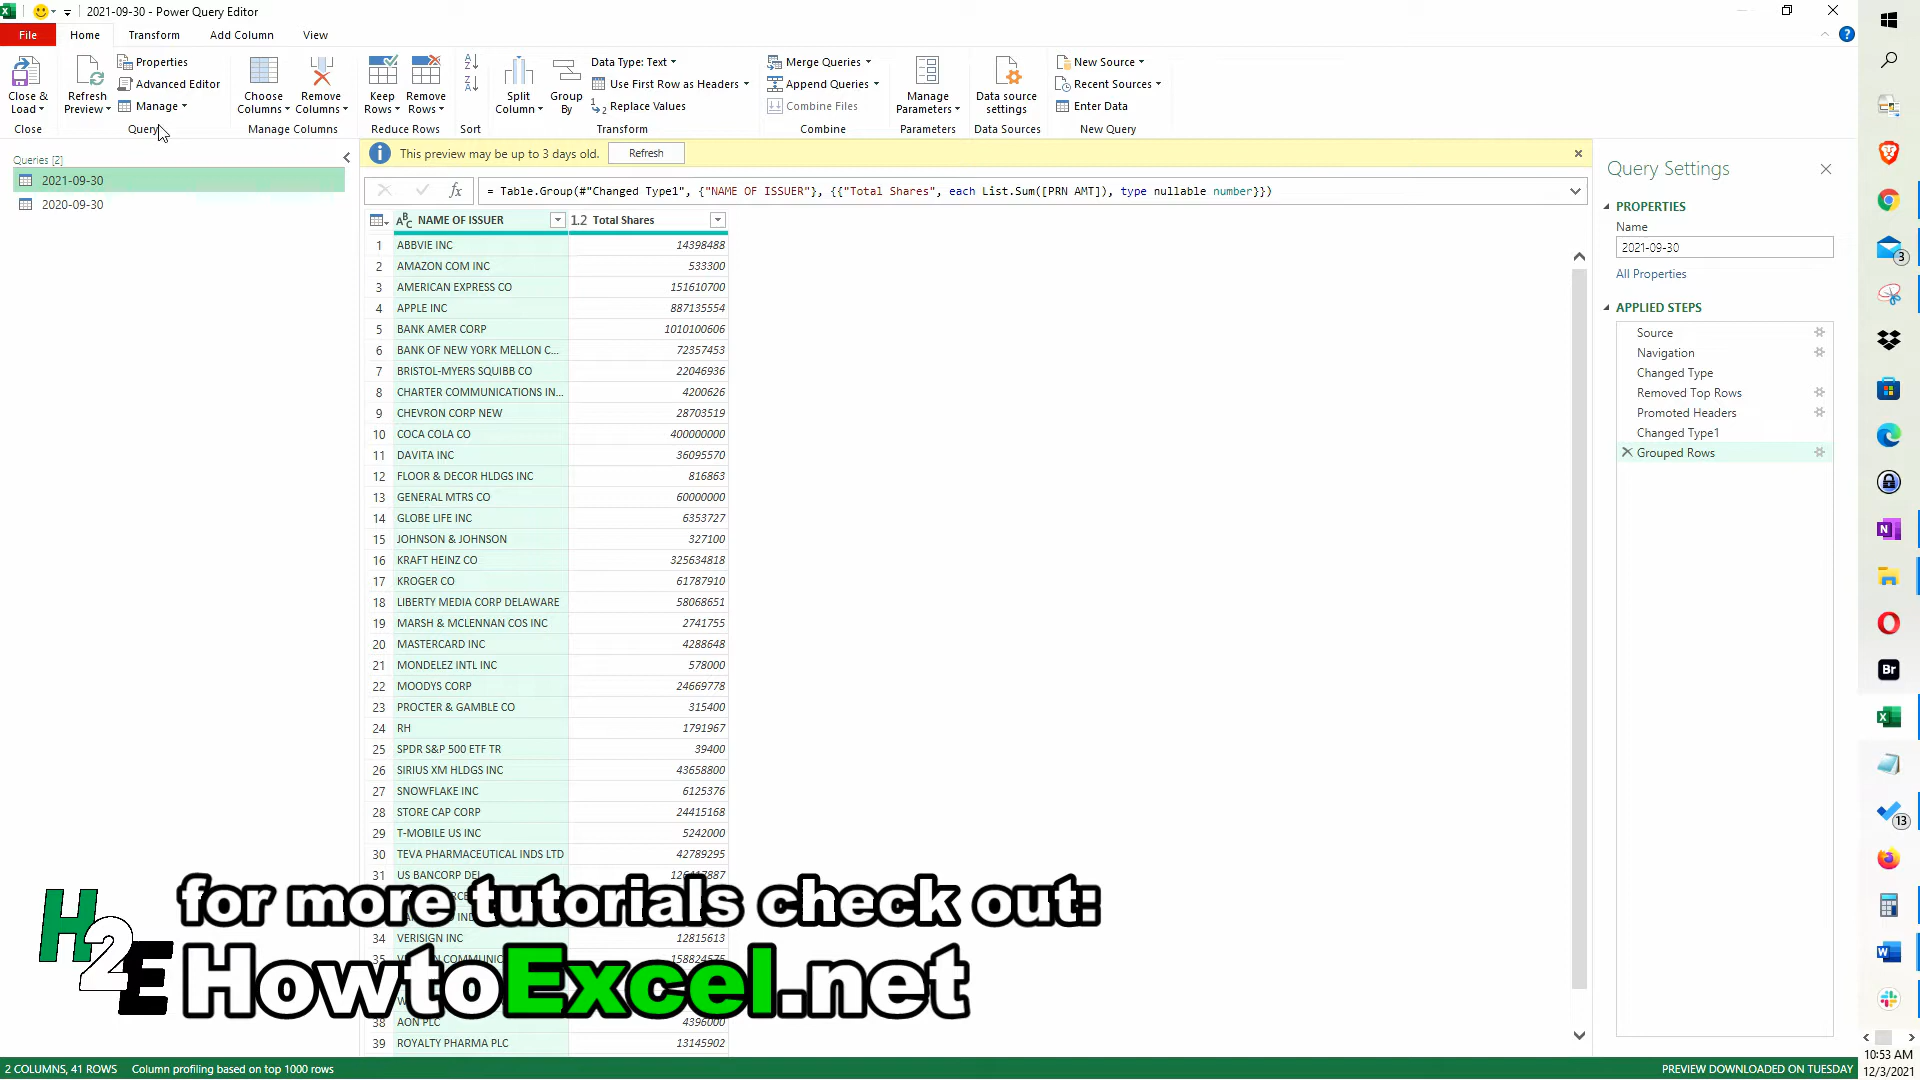 2021-09-30 - Power Query Editor
File
Home
Transform
Add Column
View
Close & Load
Refresh Preview
Properties
Advanced Editor
Manage
Choose Columns
Remove Columns
Keep Rows
Remove Rows
Split Column
Group By
Data Type: Text
Use First Row as Headers
Replace Values
Merge Queries
Append Queries
Combine Files
Manage Parameters
Data source settings
New Source
Recent Sources
Enter Data
Close
Query
Manage Columns
Reduce Rows
Sort
Transform
Combine
Parameters
Data Sources
New Query
Queries [2]
2021-09-30
2020-09-30
This preview may be up to 3 days old.
Refresh
= Table.Group(#"Changed Type1", {"NAME OF ISSUER"}, {{"Total Shares", each List.Sum([PRN AMT]), type nullable number}})
NAME OF ISSUER
1.2 Total Shares
1 ABBVIE INC 14398488
2 AMAZON COM INC 533300
3 AMERICAN EXPRESS CO 151610700
4 APPLE INC 887135554
5 BANK AMER CORP 1010100606
6 BANK OF NEW YORK MELLON C... 72357453
7 BRISTOL-MYERS SQUIBB CO 22046936
8 CHARTER COMMUNICATIONS IN... 4200626
9 CHEVRON CORP NEW 28703519
10 COCA COLA CO 400000000
11 DAVITA INC 36095570
12 FLOOR & DECOR HLDGS INC 816863
13 GENERAL MTRS CO 60000000
14 GLOBE LIFE INC 6353727
15 JOHNSON & JOHNSON 327100
16 KRAFT HEINZ CO 325634818
17 KROGER CO 61787910
18 LIBERTY MEDIA CORP DELAWARE 58068651
19 MARSH & MCLENNAN COS INC 2741755
20 MASTERCARD INC 4288648
21 MONDELEZ INTL INC 578000
22 MOODYS CORP 24669778
23 PROCTER & GAMBLE CO 315400
24 RH 1791967
25 SPDR S&P 500 ETF TR 39400
26 SIRIUS XM HLDGS INC 43658800
27 SNOWFLAKE INC 6125376
28 STORE CAP CORP 24415168
29 T-MOBILE US INC 5242000
30 TEVA PHARMACEUTICAL INDS LTD 42789295
31 US BANCORP DEL
34 VERISIGN INC 12815613
158824575
38 AON PLC 4396000
39 ROYALTY PHARMA PLC 13145902
Query Settings
PROPERTIES
Name
2021-09-30
All Properties
APPLIED STEPS
Source
Navigation
Changed Type
Removed Top Rows
Promoted Headers
Changed Type1
Grouped Rows
H2E
for more tutorials check out:
HowtoExcel.net
3
Br
13
2 COLUMNS, 41 ROWS
Column profiling based on top 1000 rows
PREVIEW DOWNLOADED ON TUESDAY
10:53 AM
12/3/2021